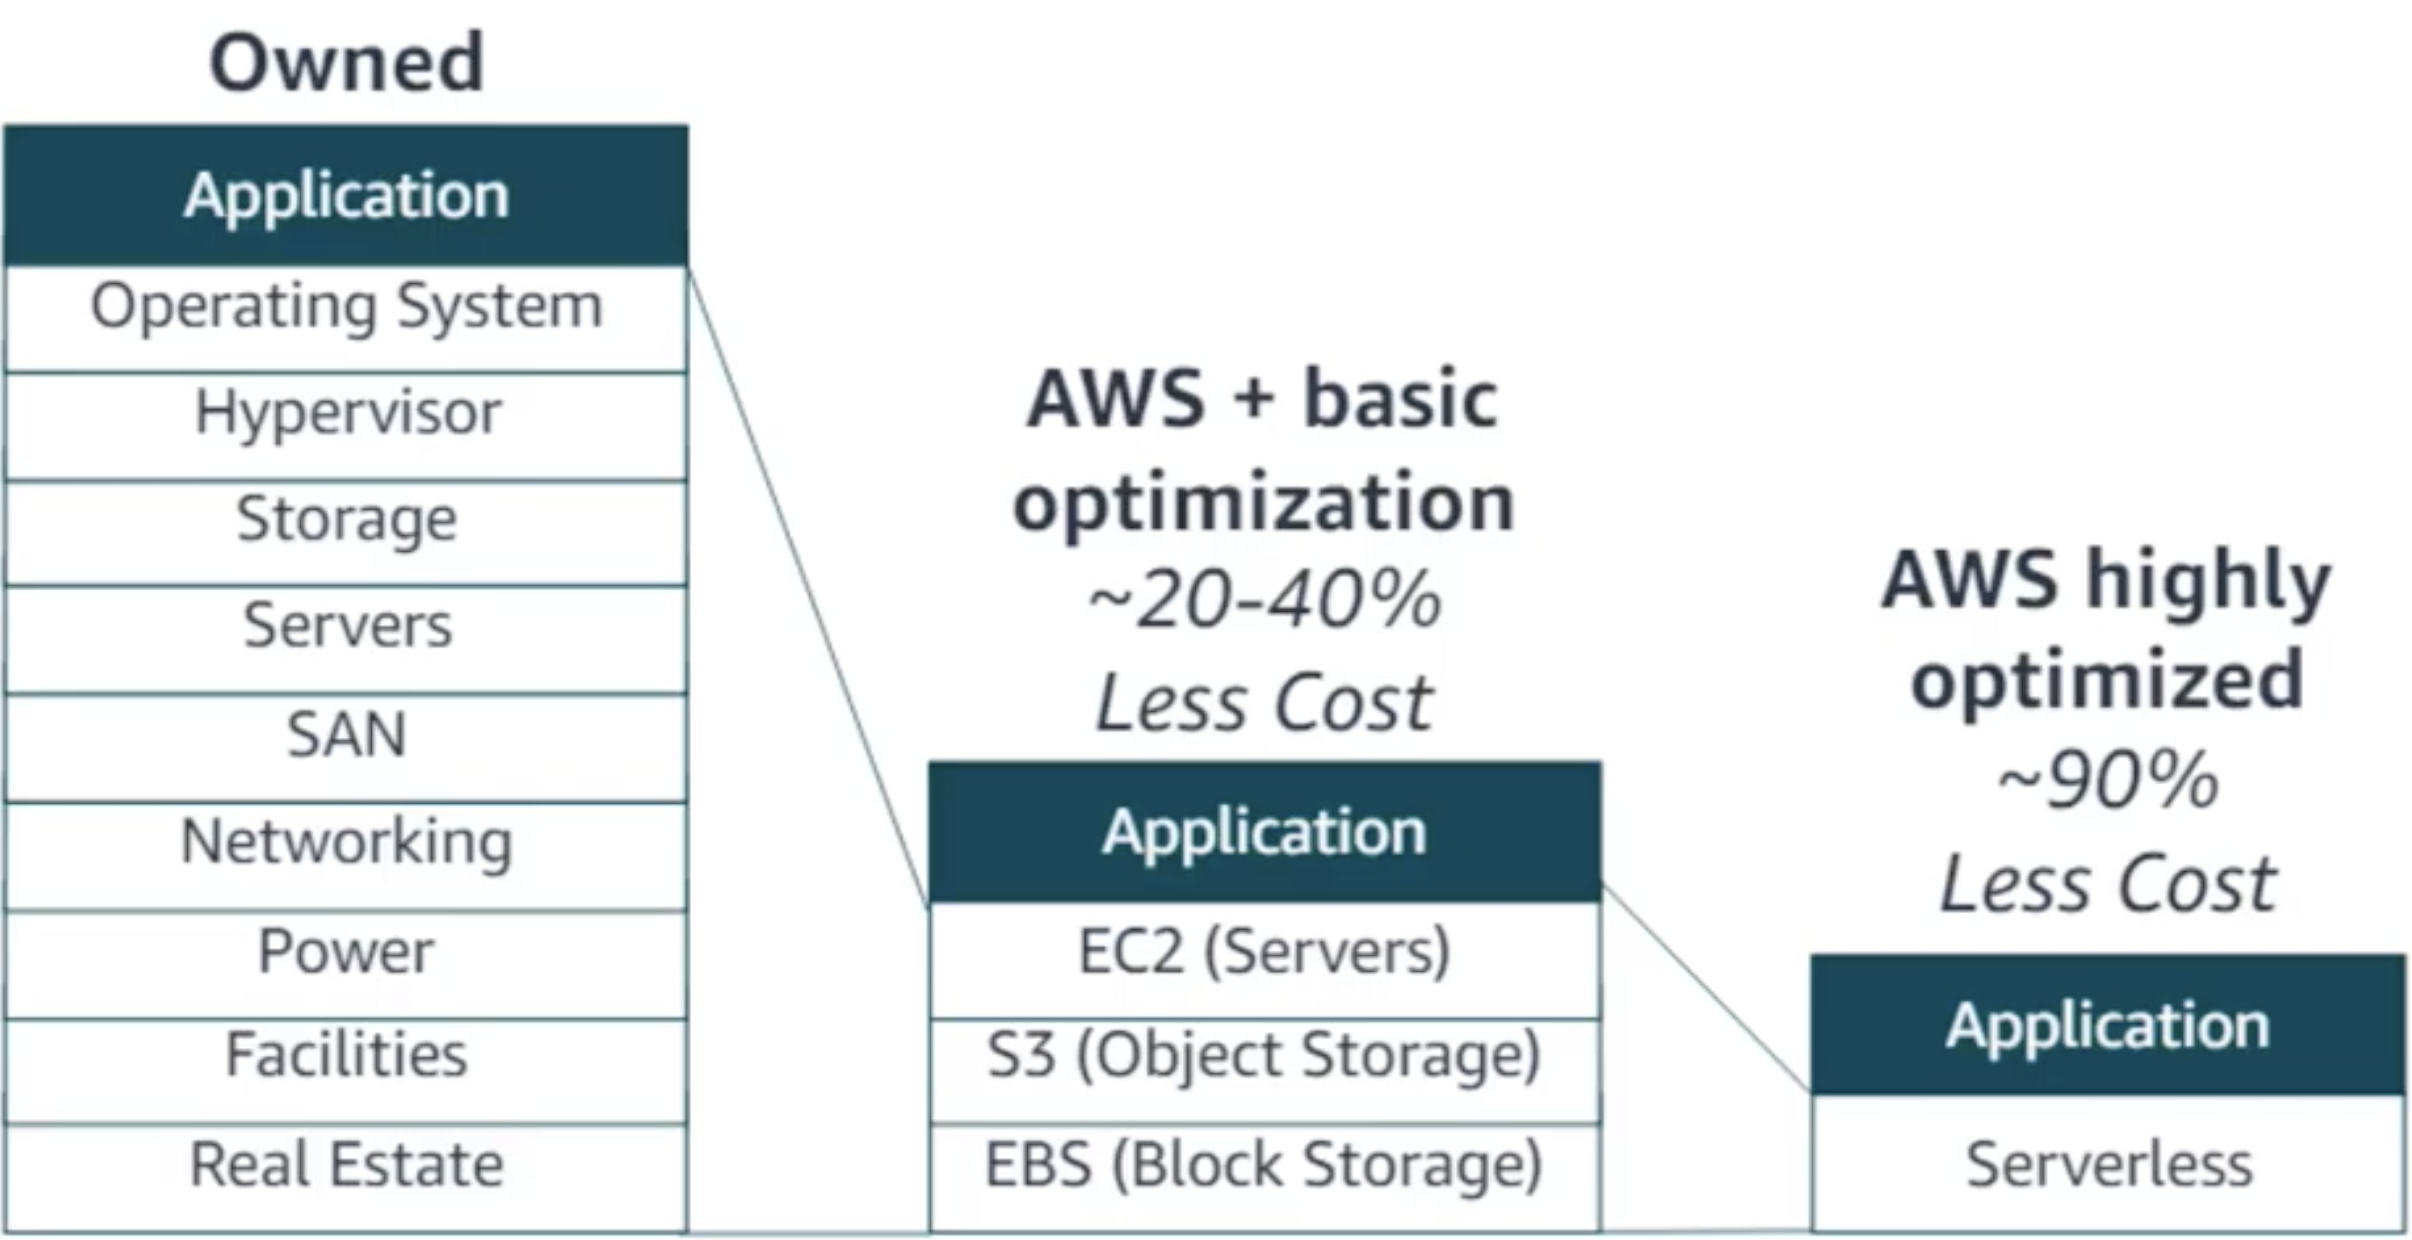 Owned
Application
Operating System
Hypervisor
Storage
Servers
SAN
Networking
Power
Facilities
Real Estate
AWS + basic
optimization
~20-40%
Less Cost
Application
EC2 (Servers)
S3 (Object Storage)
EBS (Block Storage)
AWS highly
optimized
~90%
Less Cost
Application
Serverless